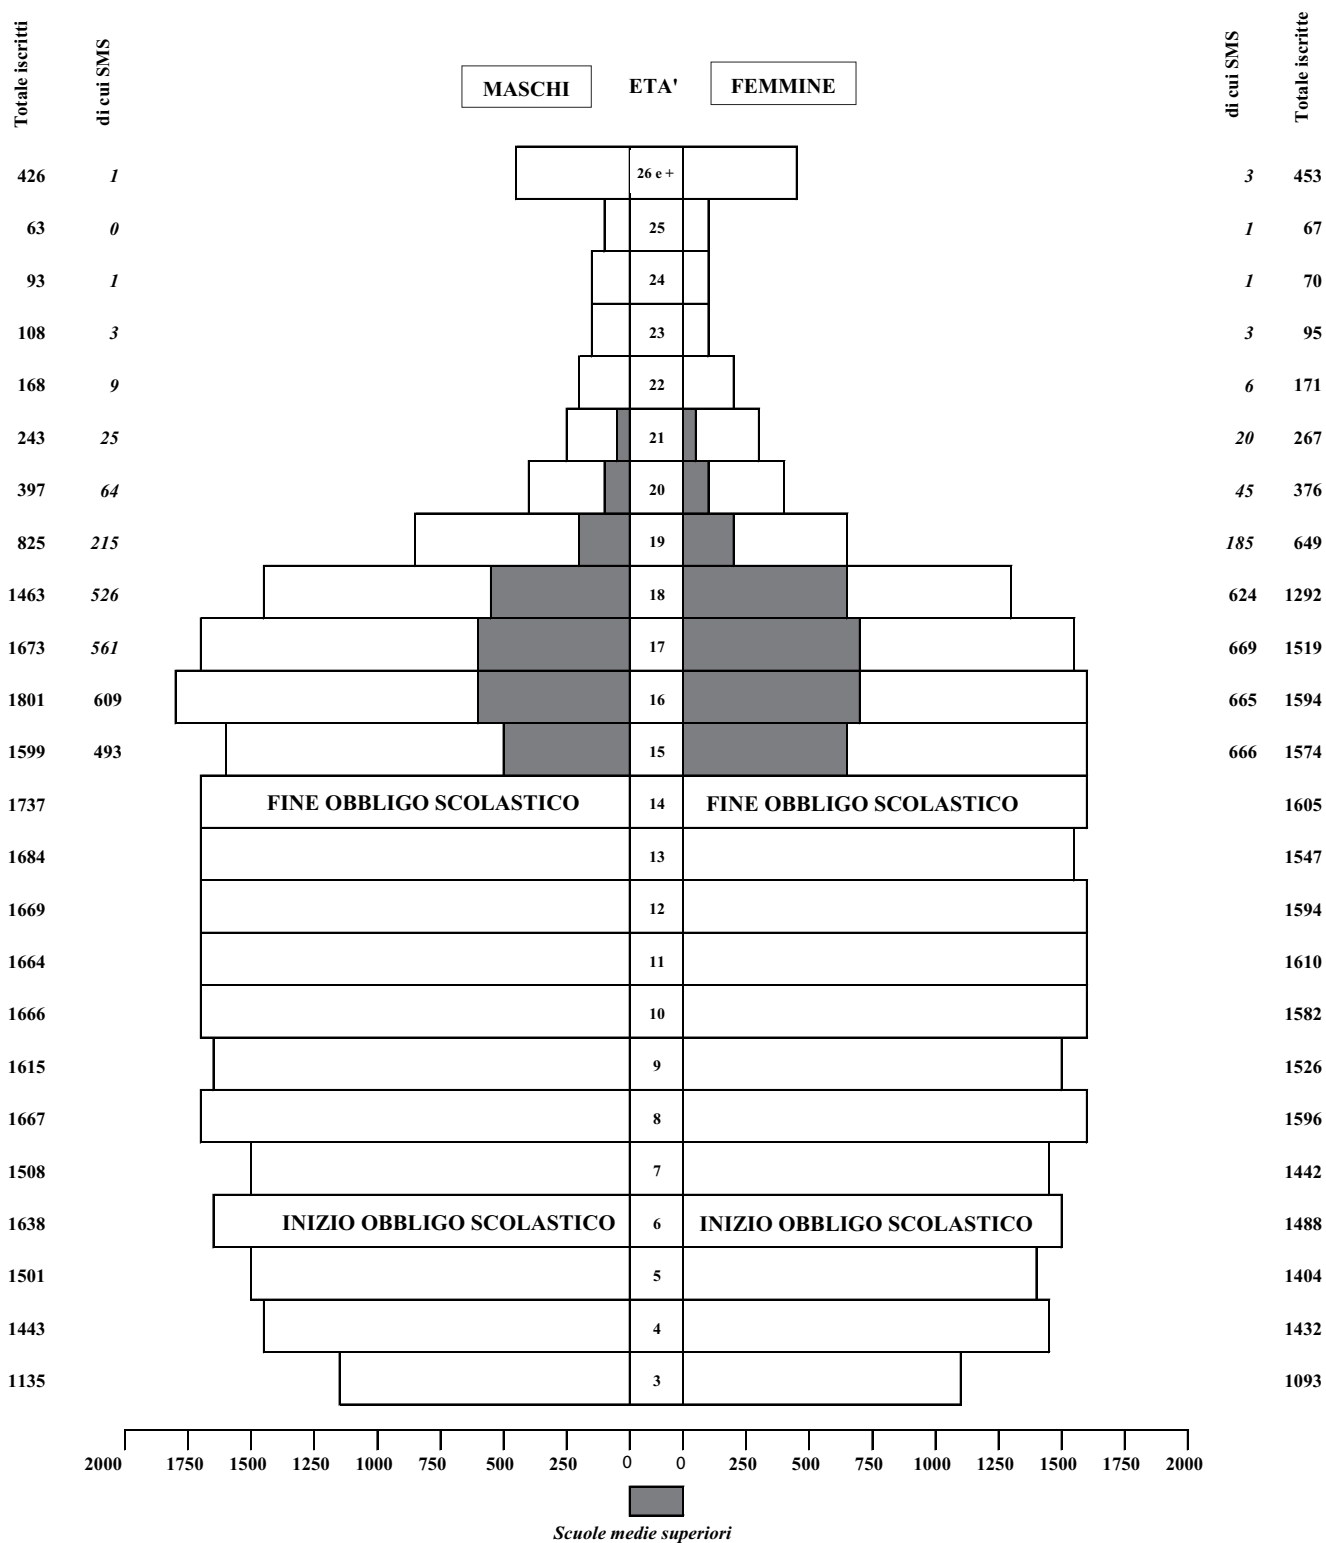 Totale iscritti di cui SMS MASCHI ETA' FEMMINE di cui SMS Totale iscritte
426 1 26 e + 3 453
63 0 25 1 67
93 1 24 1 70
108 3 23 3 95
168 9 22 6 171
243 25 21 20 267
397 64 20 45 376
825 215 19 185 649
1463 526 18 624 1292
1673 561 17 669 1519
1801 609 16 665 1594
1599 493 15 666 1574
1737 FINE OBBLIGO SCOLASTICO 14 FINE OBBLIGO SCOLASTICO 1605
1684 13 1547
1669 12 1594
1664 11 1610
1666 10 1582
1615 9 1526
1667 8 1596
1508 7 1442
1638 INIZIO OBBLIGO SCOLASTICO 6 INIZIO OBBLIGO SCOLASTICO 1488
1501 5 1404
1443 4 1432
1135 3 1093
2000 1750 1500 1250 1000 750 500 250 0 0 250 500 750 1000 1250 1500 1750 2000
Scuole medie superiori